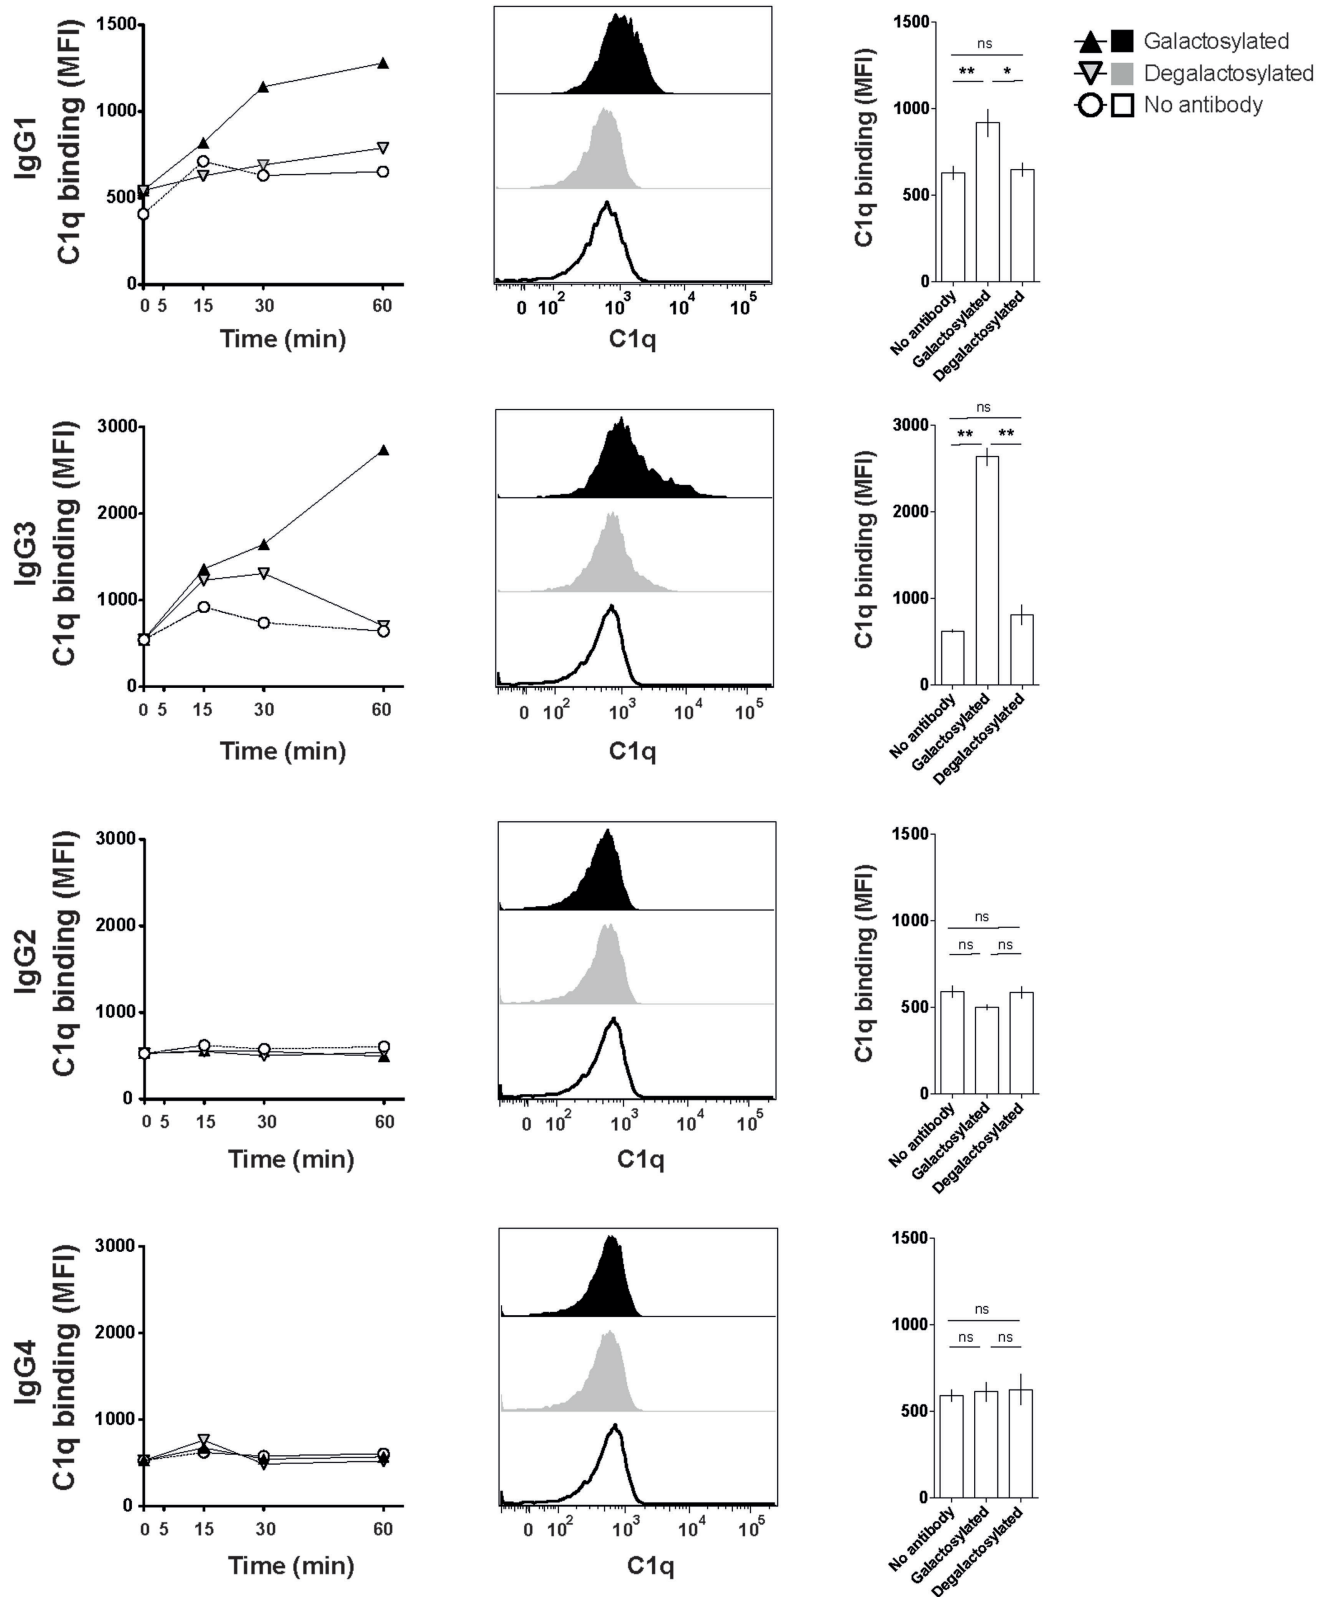 IgG1
C1q binding (MFI)
1500
1000
500
0
0 5 15 30 60
Time (min)
0 10² 10³ 10⁴ 10⁵
C1q
C1q binding (MFI)
1500
1000
500
0
ns
** *
No antibody
Galactosylated
Degalactosylated
Galactosylated
Degalactosylated
No antibody
IgG3
C1q binding (MFI)
3000
2000
1000
0
0 5 15 30 60
Time (min)
0 10² 10³ 10⁴ 10⁵
C1q
C1q binding (MFI)
3000
2000
1000
0
ns
** **
No antibody
Galactosylated
Degalactosylated
IgG2
C1q binding (MFI)
3000
2000
1000
0
0 5 15 30 60
Time (min)
0 10² 10³ 10⁴ 10⁵
C1q
C1q binding (MFI)
1500
1000
500
0
ns
ns ns
No antibody
Galactosylated
Degalactosylated
IgG4
C1q binding (MFI)
3000
2000
1000
0
0 5 15 30 60
Time (min)
0 10² 10³ 10⁴ 10⁵
C1q
1500
1000
500
0
ns
ns ns
No antibody
Galactosylated
Degalactosylated